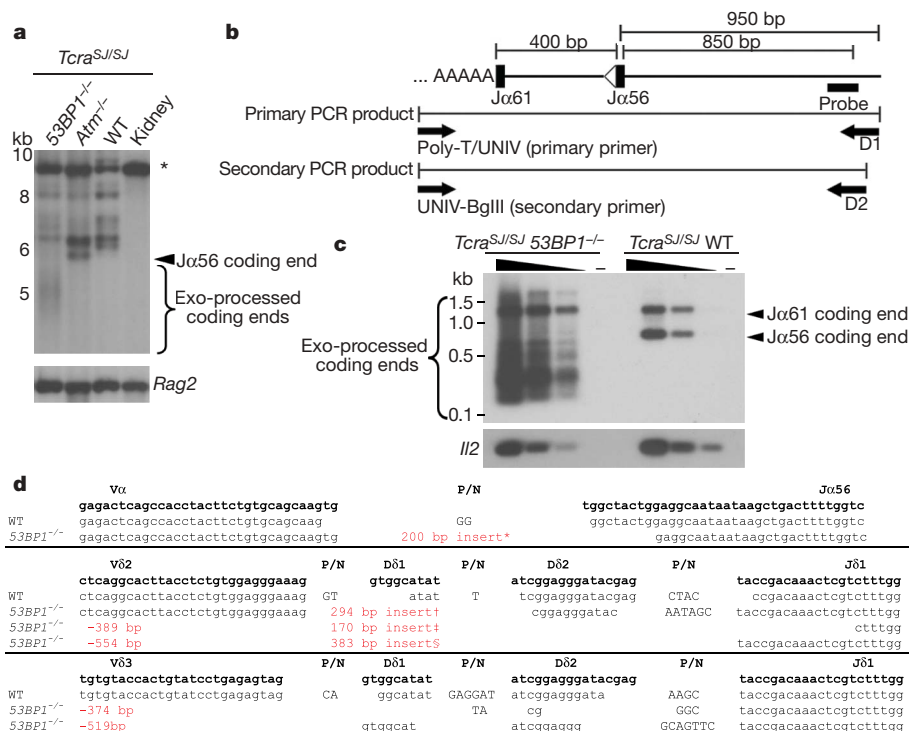 a
Tcra^SJ/SJ
53BP1–/–
Atm–/–
WT
Kidney
kb
10
8
6
5
*
Jα56 coding end
Exo-processed
coding ends
Rag2
b
950 bp
400 bp
850 bp
... AAAAA
Jα61
Jα56
Probe
Primary PCR product
D1
Poly-T/UNIV (primary primer)
Secondary PCR product
D2
UNIV-BglII (secondary primer)
c
Tcra^SJ/SJ 53BP1–/–
Tcra^SJ/SJ WT
–
–
kb
1.5
1.0
0.5
0.1
Exo-processed
coding ends
Jα61 coding end
Jα56 coding end
Il2
d
Vα P/N Jα56
gagactcagccacctacttctgtgcagcaagtg tggctactggaggcaataataagctgacttttggtc
WT gagactcagccacctacttctgtgcagcaag GG ggctactggaggcaataataagctgacttttggtc
53BP1–/– gagactcagccacctacttctgtgcagcaagtg 200 bp insert* gaggcaataataagctgacttttggtc
Vδ2 P/N Dδ1 P/N Dδ2 P/N Jδ1
ctcaggcacttacctctgtggagggaaag gtggcatat atcggagggatacgag taccgacaaactcgtctttgg
WT ctcaggcacttacctctgtggagggaaag GT atat T tcggagggatacgag CTAC ccgacaaactcgtctttgg
53BP1–/– ctcaggcacttacctctgtggagggaaag 294 bp insert† cggagggatac AATAGC taccgacaaactcgtctttgg
53BP1–/– –389 bp 170 bp insert‡ ctttgg
53BP1–/– –554 bp 383 bp insert§ taccgacaaactcgtctttgg
Vδ3 P/N Dδ1 P/N Dδ2 P/N Jδ1
tgtgtaccactgtatcctgagagtag gtggcatat atcggagggatacgag taccgacaaactcgtctttgg
WT tgtgtaccactgtatcctgagagtag CA ggcatat GAGGAT atcggagggata AAGC taccgacaaactcgtctttgg
53BP1–/– –374 bp TA cg GGC taccgacaaactcgtctttgg
53BP1–/– –519bp gtggcat atcggaggg GCAGTTC taccgacaaactcgtctttgg